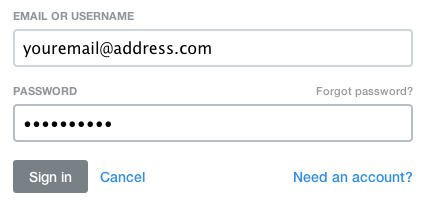 EMAIL OR USERNAME
youremail@address.com
PASSWORD Forgot password?
••••••••••
Sign in Cancel Need an account?